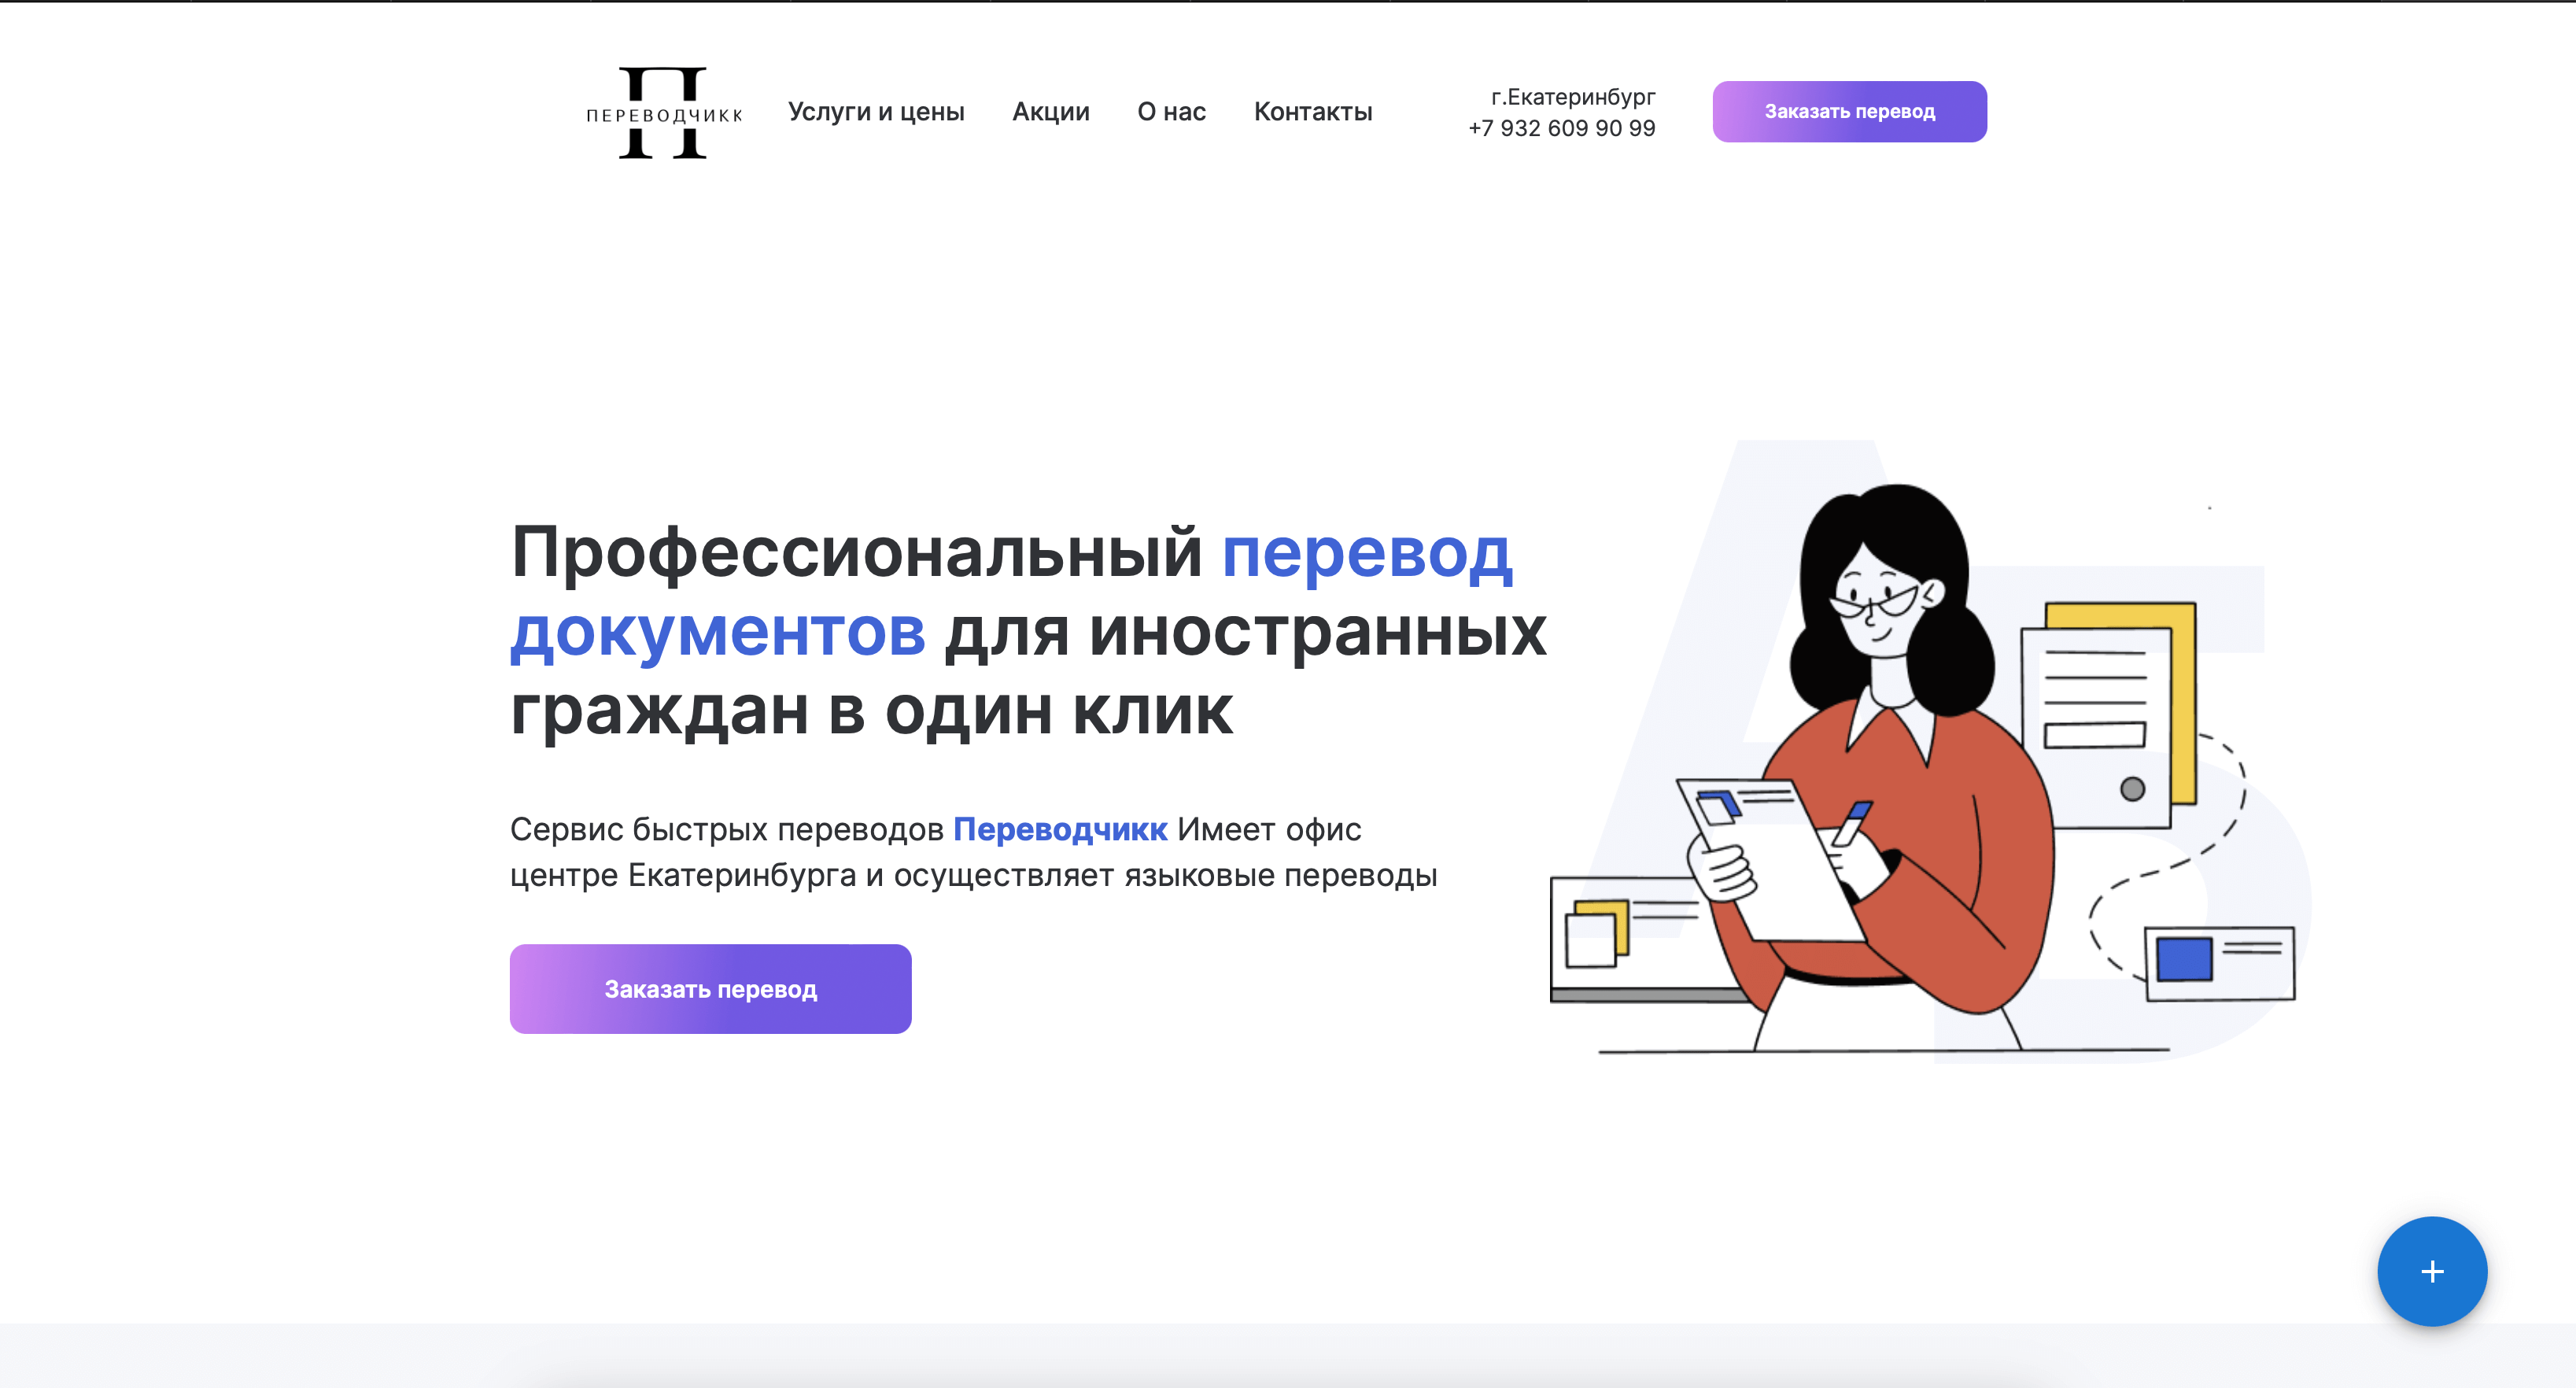 ПЕРЕВОДЧИКК
Услуги и цены
Акции
О нас
Контакты
г.Екатеринбург
+7 932 609 90 99
Заказать перевод
Профессиональный перевод
документов для иностранных
граждан в один клик
Сервис быстрых переводов Переводчикк Имеет офис
центре Екатеринбурга и осуществляет языковые переводы
Заказать перевод